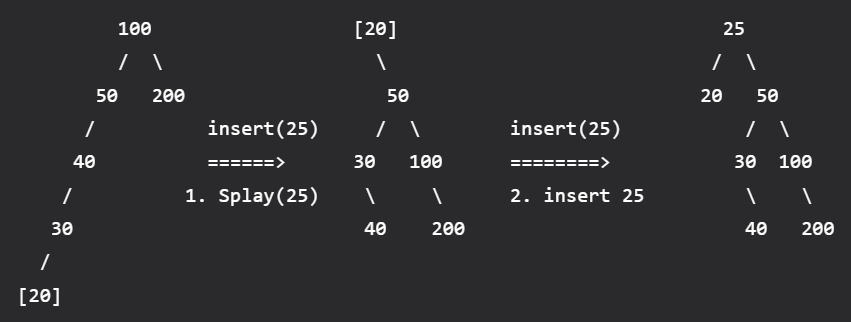 100                  [20]                             25
          /  \                   \                             /  \
        50   200                  50                         20   50
       /          insert(25)     /  \        insert(25)           /  \
      40          ======>      30   100      ========>           30  100
     /          1. Splay(25)    \     \      2. insert 25         \    \
    30                          40    200                         40   200
   /
 [20]